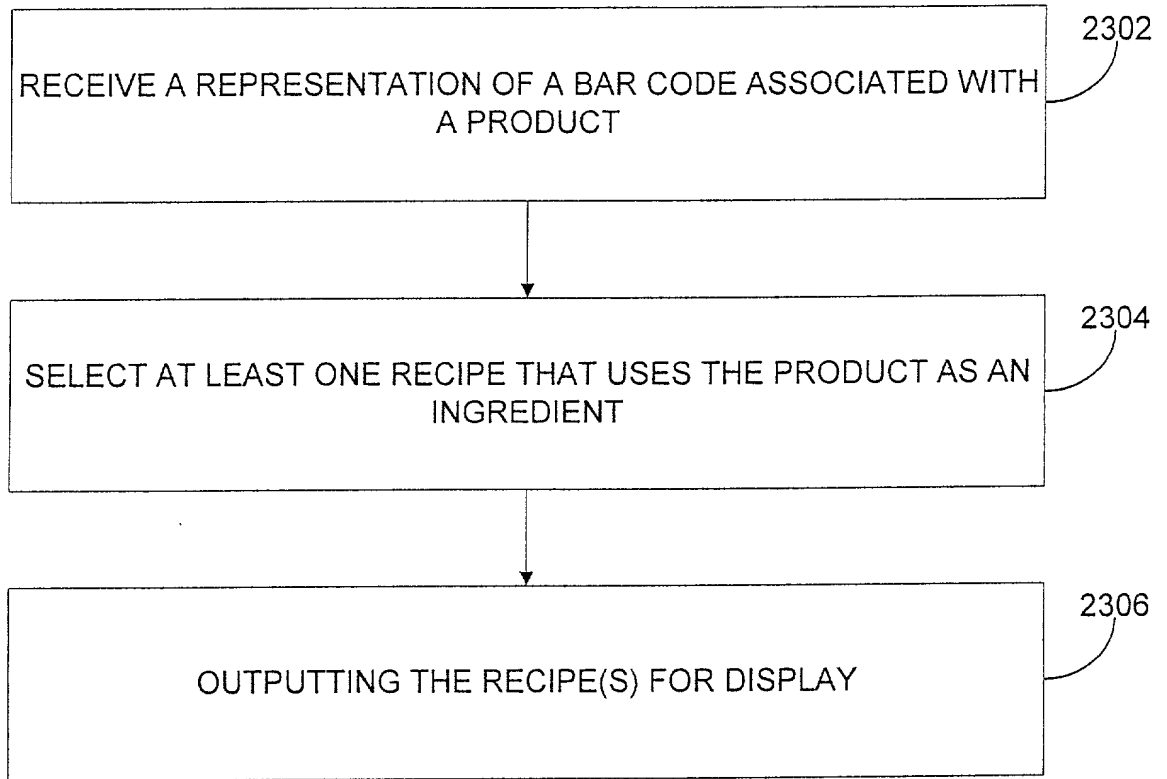 2302
RECEIVE A REPRESENTATION OF A BAR CODE ASSOCIATED WITH
A PRODUCT
2304
SELECT AT LEAST ONE RECIPE THAT USES THE PRODUCT AS AN
INGREDIENT
2306
OUTPUTTING THE RECIPE(S) FOR DISPLAY